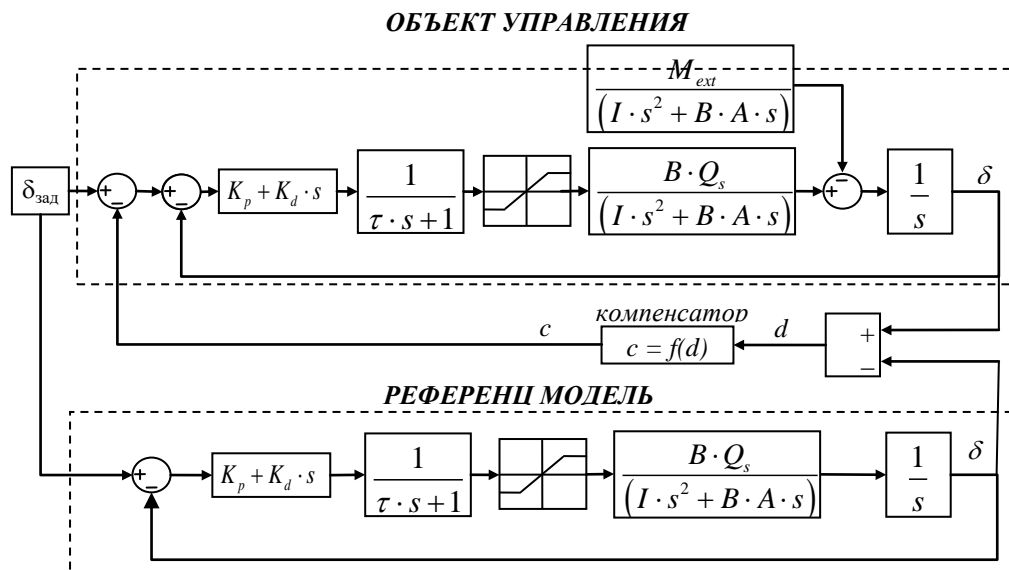 ОБЪЕКТ УПРАВЛЕНИЯ
M_ext
(I · s² + B · A · s)
δ_зад
+
−
+
−
K_p + K_d · s
1
τ · s + 1
B · Q_s
(I · s² + B · A · s)
−
+
1
s
δ
c
компенсатор
c = f(d)
d
+
−
РЕФЕРЕНЦ МОДЕЛЬ
+
−
K_p + K_d · s
1
τ · s + 1
B · Q_s
(I · s² + B · A · s)
1
s
δ